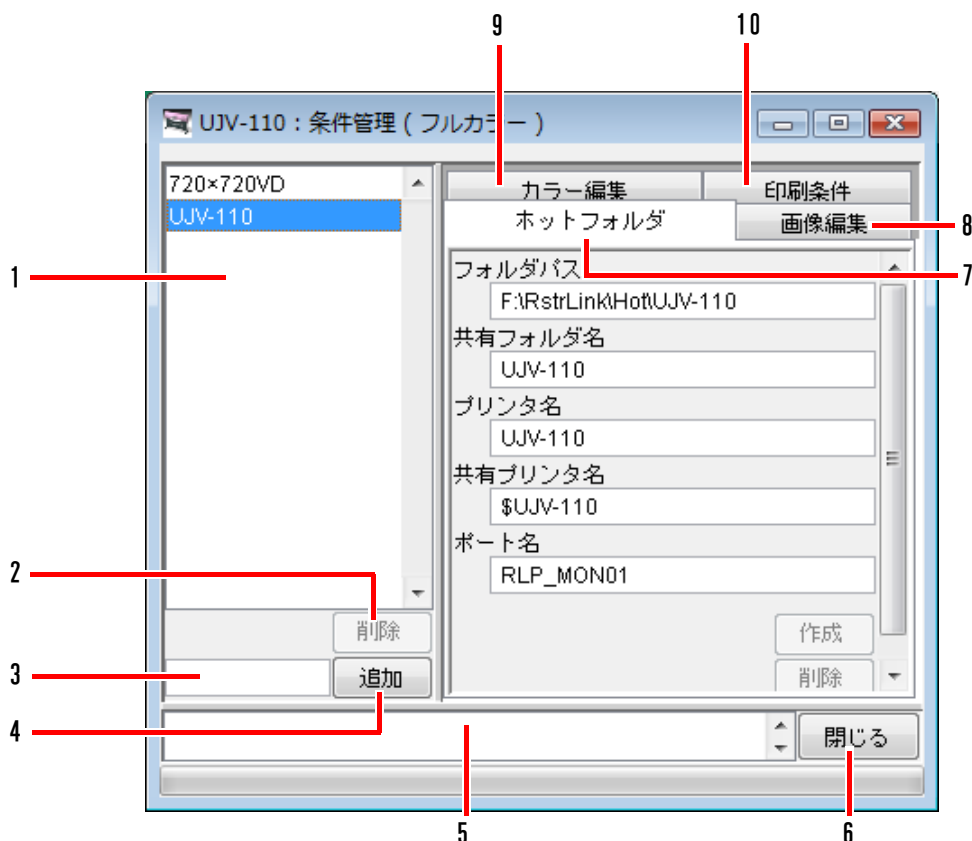 9
10
UJV-110：条件管理 ( フルカラー )
720×720VD
UJV-110
カラー編集
印刷条件
ホットフォルダ
画像編集
8
7
1
フォルダパス
F:\RstrLink\Hot\UJV-110
共有フォルダ名
UJV-110
プリンタ名
UJV-110
共有プリンタ名
$UJV-110
ポート名
RLP_MON01
2
削除
作成
3
追加
削除
4
閉じる
5
6